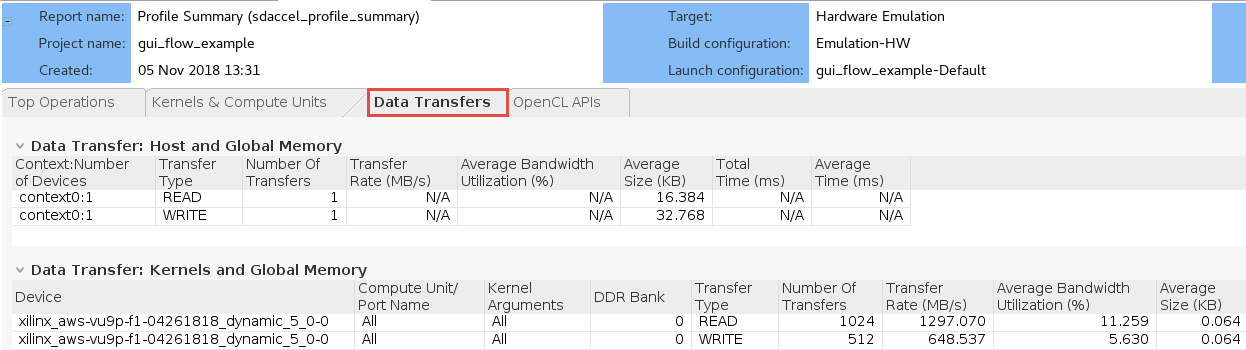 Report name: Profile Summary (sdaccel_profile_summary) Target: Hardware Emulation
Project name: gui_flow_example Build configuration: Emulation-HW
Created: 05 Nov 2018 13:31 Launch configuration: gui_flow_example-Default
Top Operations Kernels & Compute Units Data Transfers OpenCL APIs
Data Transfer: Host and Global Memory
Context:Number Transfer Number Of Transfer Average Bandwidth Average Total Average
of Devices Type Transfers Rate (MB/s) Utilization (%) Size (KB) Time (ms) Time (ms)
context0:1 READ 1 N/A N/A 16.384 N/A N/A
context0:1 WRITE 1 N/A N/A 32.768 N/A N/A
Data Transfer: Kernels and Global Memory
Device Compute Unit/ Kernel DDR Bank Transfer Number Of Transfer Average Bandwidth Average
Port Name Arguments Type Transfers Rate (MB/s) Utilization (%) Size (KB)
xilinx_aws-vu9p-f1-04261818_dynamic_5_0-0 All All 0 READ 1024 1297.070 11.259 0.064
xilinx_aws-vu9p-f1-04261818_dynamic_5_0-0 All All 0 WRITE 512 648.537 5.630 0.064